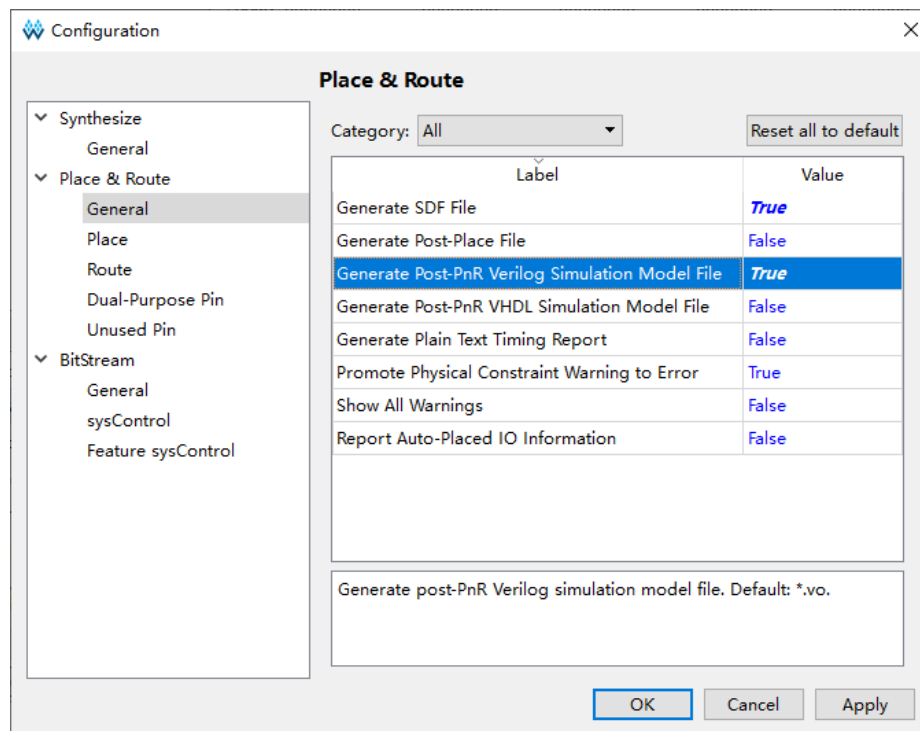 Configuration
Place & Route
Synthesize
General
Place & Route
General
Place
Route
Dual-Purpose Pin
Unused Pin
BitStream
General
sysControl
Feature sysControl
Category: All
Reset all to default
Label Value
Generate SDF File True
Generate Post-Place File False
Generate Post-PnR Verilog Simulation Model File True
Generate Post-PnR VHDL Simulation Model File False
Generate Plain Text Timing Report False
Promote Physical Constraint Warning to Error True
Show All Warnings False
Report Auto-Placed IO Information False
Generate post-PnR Verilog simulation model file. Default: *.vo.
OK Cancel Apply